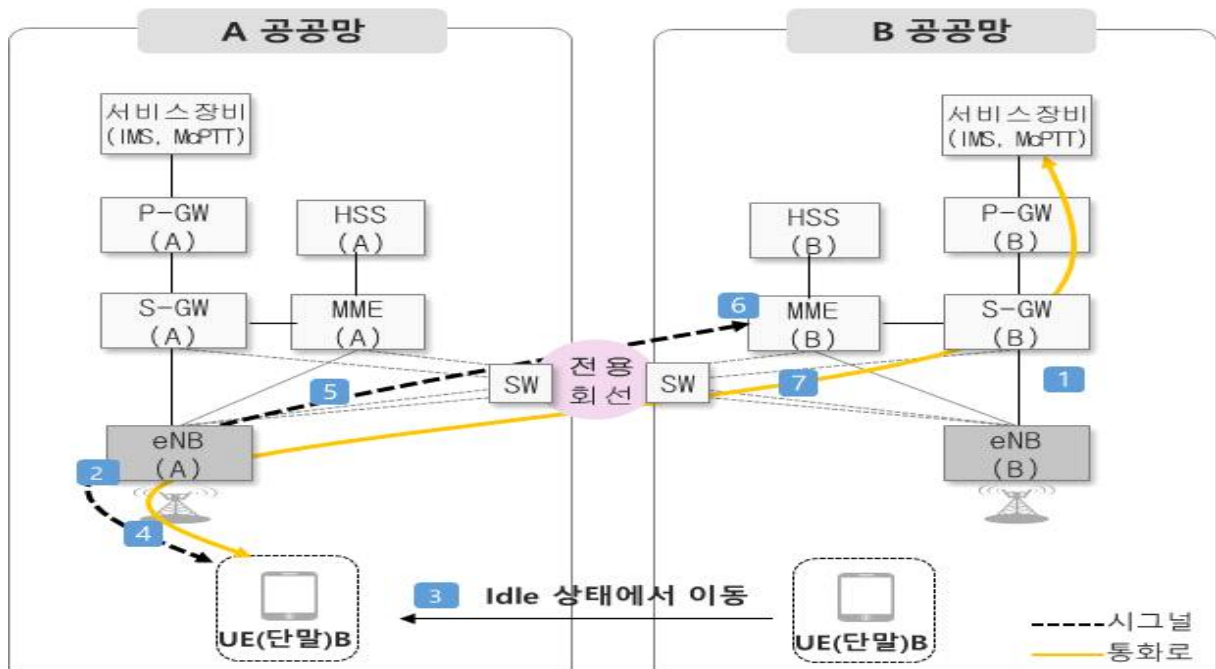 A 공공망
서비스장비
(IMS, McPTT)
P-GW
(A)
HSS
(A)
S-GW
(A)
MME
(A)
5
SW
eNB
(A)
2
4
UE(단말)B
전용
회선
3
Idle 상태에서 이동
B 공공망
서비스장비
(IMS, McPTT)
HSS
(B)
P-GW
(B)
6
MME
(B)
S-GW
(B)
SW
7
1
eNB
(B)
UE(단말)B
시그널
통화로